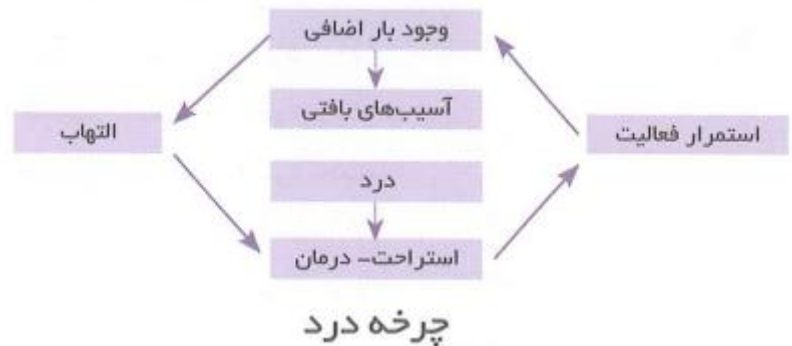 وجود بار اضافی
آسیب‌های بافتی
التهاب
استمرار فعالیت
درد
استراحت- درمان
چرخه درد